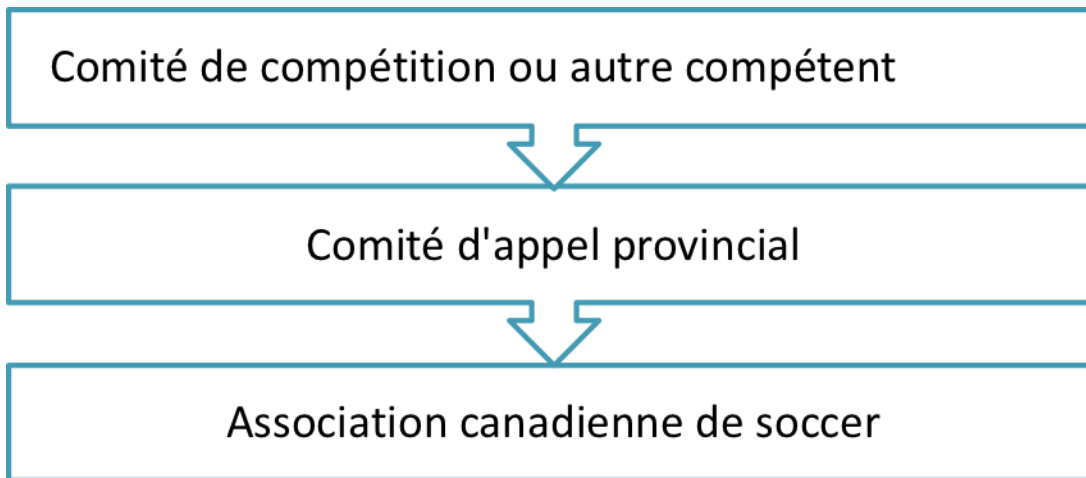 Comité de compétition ou autre compétent
Comité d'appel provincial
Association canadienne de soccer